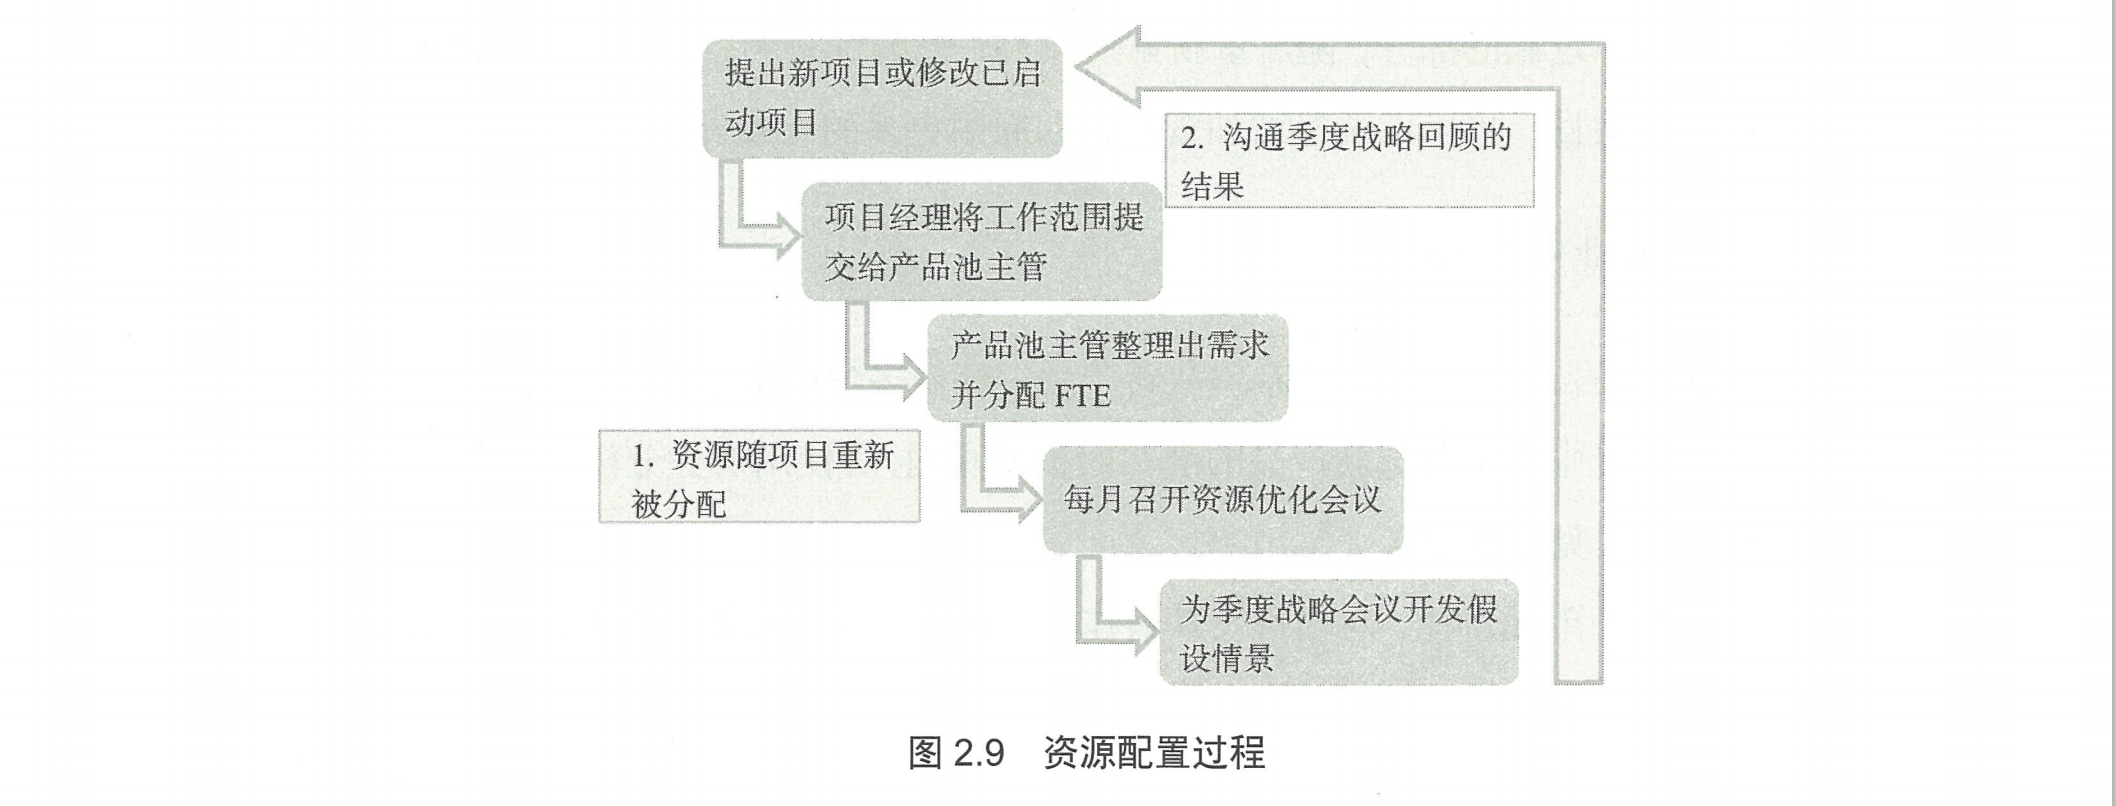 提出新项目或修改已启
动项目
2. 沟通季度战略回顾的
结果
项目经理将工作范围提
交给产品池主管
产品池主管整理出需求
并分配 FTE
1. 资源随项目重新
被分配
每月召开资源优化会议
为季度战略会议开发假
设情景
图 2.9 资源配置过程